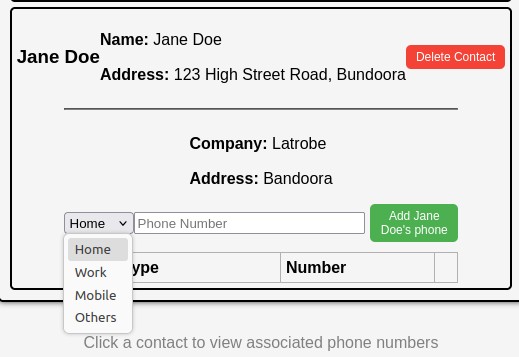 Jane Doe
Name: Jane Doe
Address: 123 High Street Road, Bundoora
Delete Contact
Company: Latrobe
Address: Bandoora
Home
Phone Number
Add Jane
Doe's phone
Home
Work
Mobile
Others
Number
Click a contact to view associated phone numbers